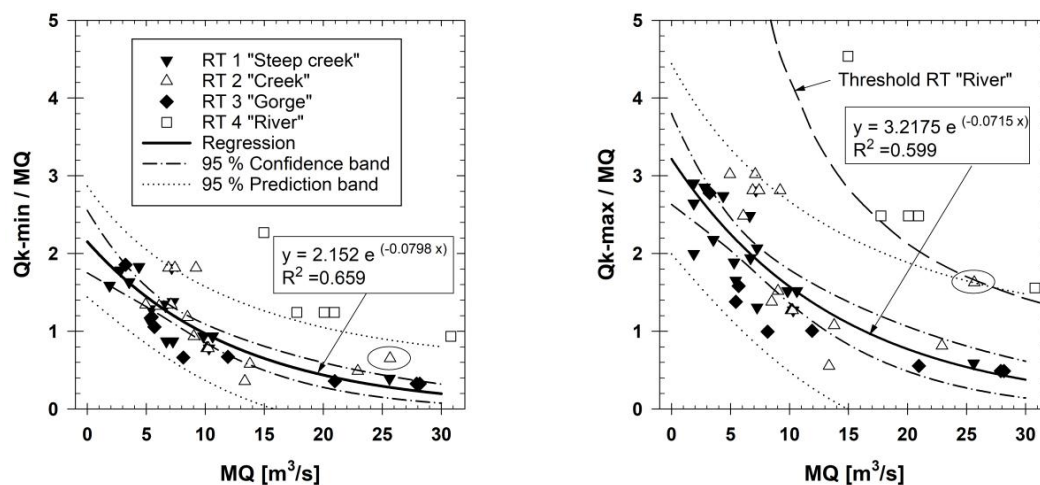 5
4
3
2
1
0
Qk-min / MQ
RT 1 "Steep creek"
RT 2 "Creek"
RT 3 "Gorge"
RT 4 "River"
Regression
95 % Confidence band
95 % Prediction band
y = 2.152 e (-0.0798 x)
R² = 0.659
0 5 10 15 20 25 30
MQ [m³/s]
5
4
3
2
1
0
Qk-max / MQ
Threshold RT "River"
y = 3.2175 e (-0.0715 x)
R² = 0.599
0 5 10 15 20 25 30
MQ [m³/s]